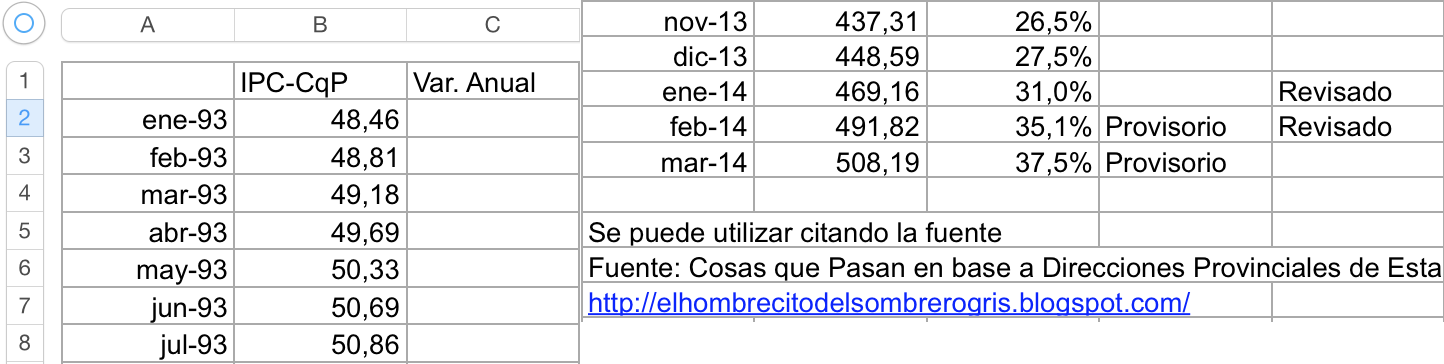 A B C
1 IPC-CqP Var. Anual
2 ene-93 48,46
3 feb-93 48,81
4 mar-93 49,18
5 abr-93 49,69
6 may-93 50,33
7 jun-93 50,69
8 jul-93 50,86
nov-13 437,31 26,5%
dic-13 448,59 27,5%
ene-14 469,16 31,0% Revisado
feb-14 491,82 35,1% Provisorio Revisado
mar-14 508,19 37,5% Provisorio
Se puede utilizar citando la fuente
Fuente: Cosas que Pasan en base a Direcciones Provinciales de Esta
http://elhombrecitodelsombrerogris.blogspot.com/